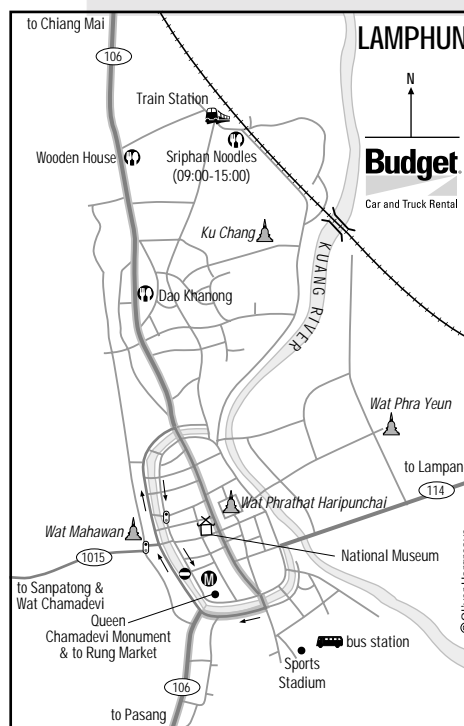 to Chiang Mai
LAMPHUN
106
N
Train Station
Wooden House
Sriphan Noodles
(09:00-15:00)
Budget.
Car and Truck Rental
Ku Chang
KUANG RIVER
Dao Khanong
Wat Phra Yeun
to Lampan
114
Wat Phrathat Haripunchai
Wat Mahawan
National Museum
1015
to Sanpatong &
Wat Chamadevi
M
Queen
Chamadevi Monument
& to Rung Market
bus station
Sports
Stadium
106
to Pasang